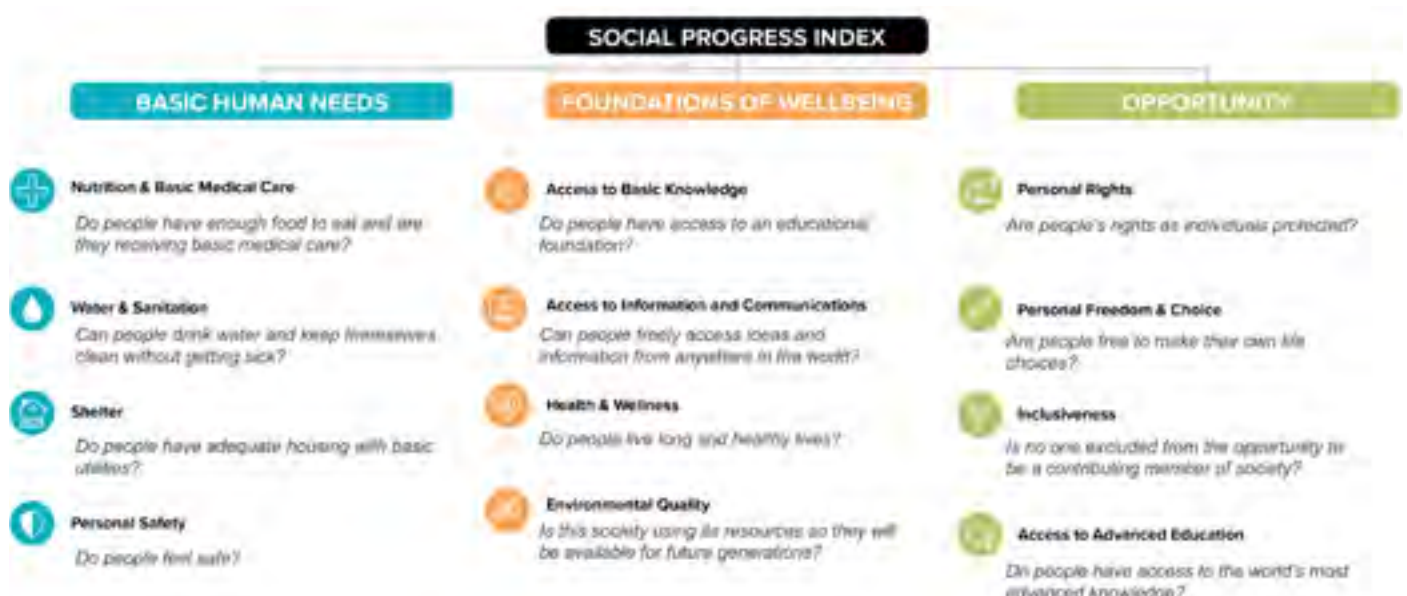 SOCIAL PROGRESS INDEX
BASIC HUMAN NEEDS
Nutrition & Basic Medical Care
Do people have enough food to eat and are
they receiving basic medical care?
Water & Sanitation
Can people drink water and keep themselves
clean without getting sick?
Shelter
Do people have adequate housing with basic
utilities?
Personal Safety
Do people feel safe?
FOUNDATIONS OF WELLBEING
Access to Basic Knowledge
Do people have access to an educational
foundation?
Access to Information and Communications
Can people freely access ideas and
information from anywhere in the world?
Health & Wellness
Do people live long and healthy lives?
Environmental Quality
Is this society using its resources so they will
be available for future generations?
OPPORTUNITY
Personal Rights
Are people's rights as individuals protected?
Personal Freedom & Choice
Are people free to make their own life
choices?
Inclusiveness
Is no one excluded from the opportunity to
be a contributing member of society?
Access to Advanced Education
Do people have access to the world's most
advanced knowledge?